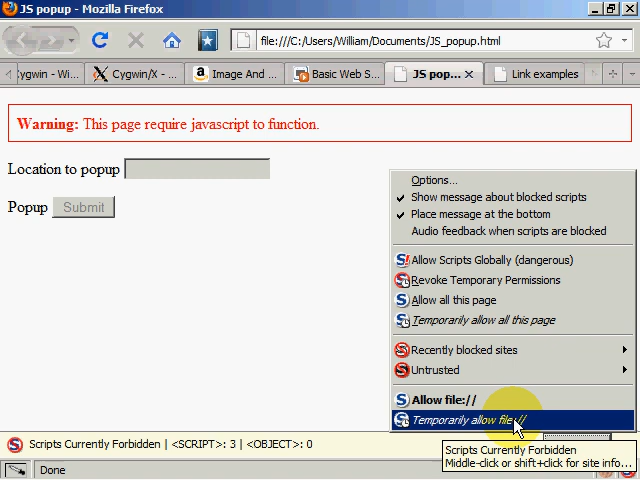 JS popup - Mozilla Firefox
file:///C:/Users/William/Documents/JS_popup.html
Cygwin - Wi...
Cygwin/X - ...
Image And ...
Basic Web S...
JS pop...
Link examples
Warning: This page require javascript to function.
Location to popup
Popup Submit
Options...
Show message about blocked scripts
Place message at the bottom
Audio feedback when scripts are blocked
Allow Scripts Globally (dangerous)
Revoke Temporary Permissions
Allow all this page
Temporarily allow all this page
Recently blocked sites
Untrusted
Allow file://
Temporarily allow file://
Scripts Currently Forbidden | <SCRIPT>: 3 | <OBJECT>: 0
Scripts Currently Forbidden
Middle-click or shift+click for site info...
Done